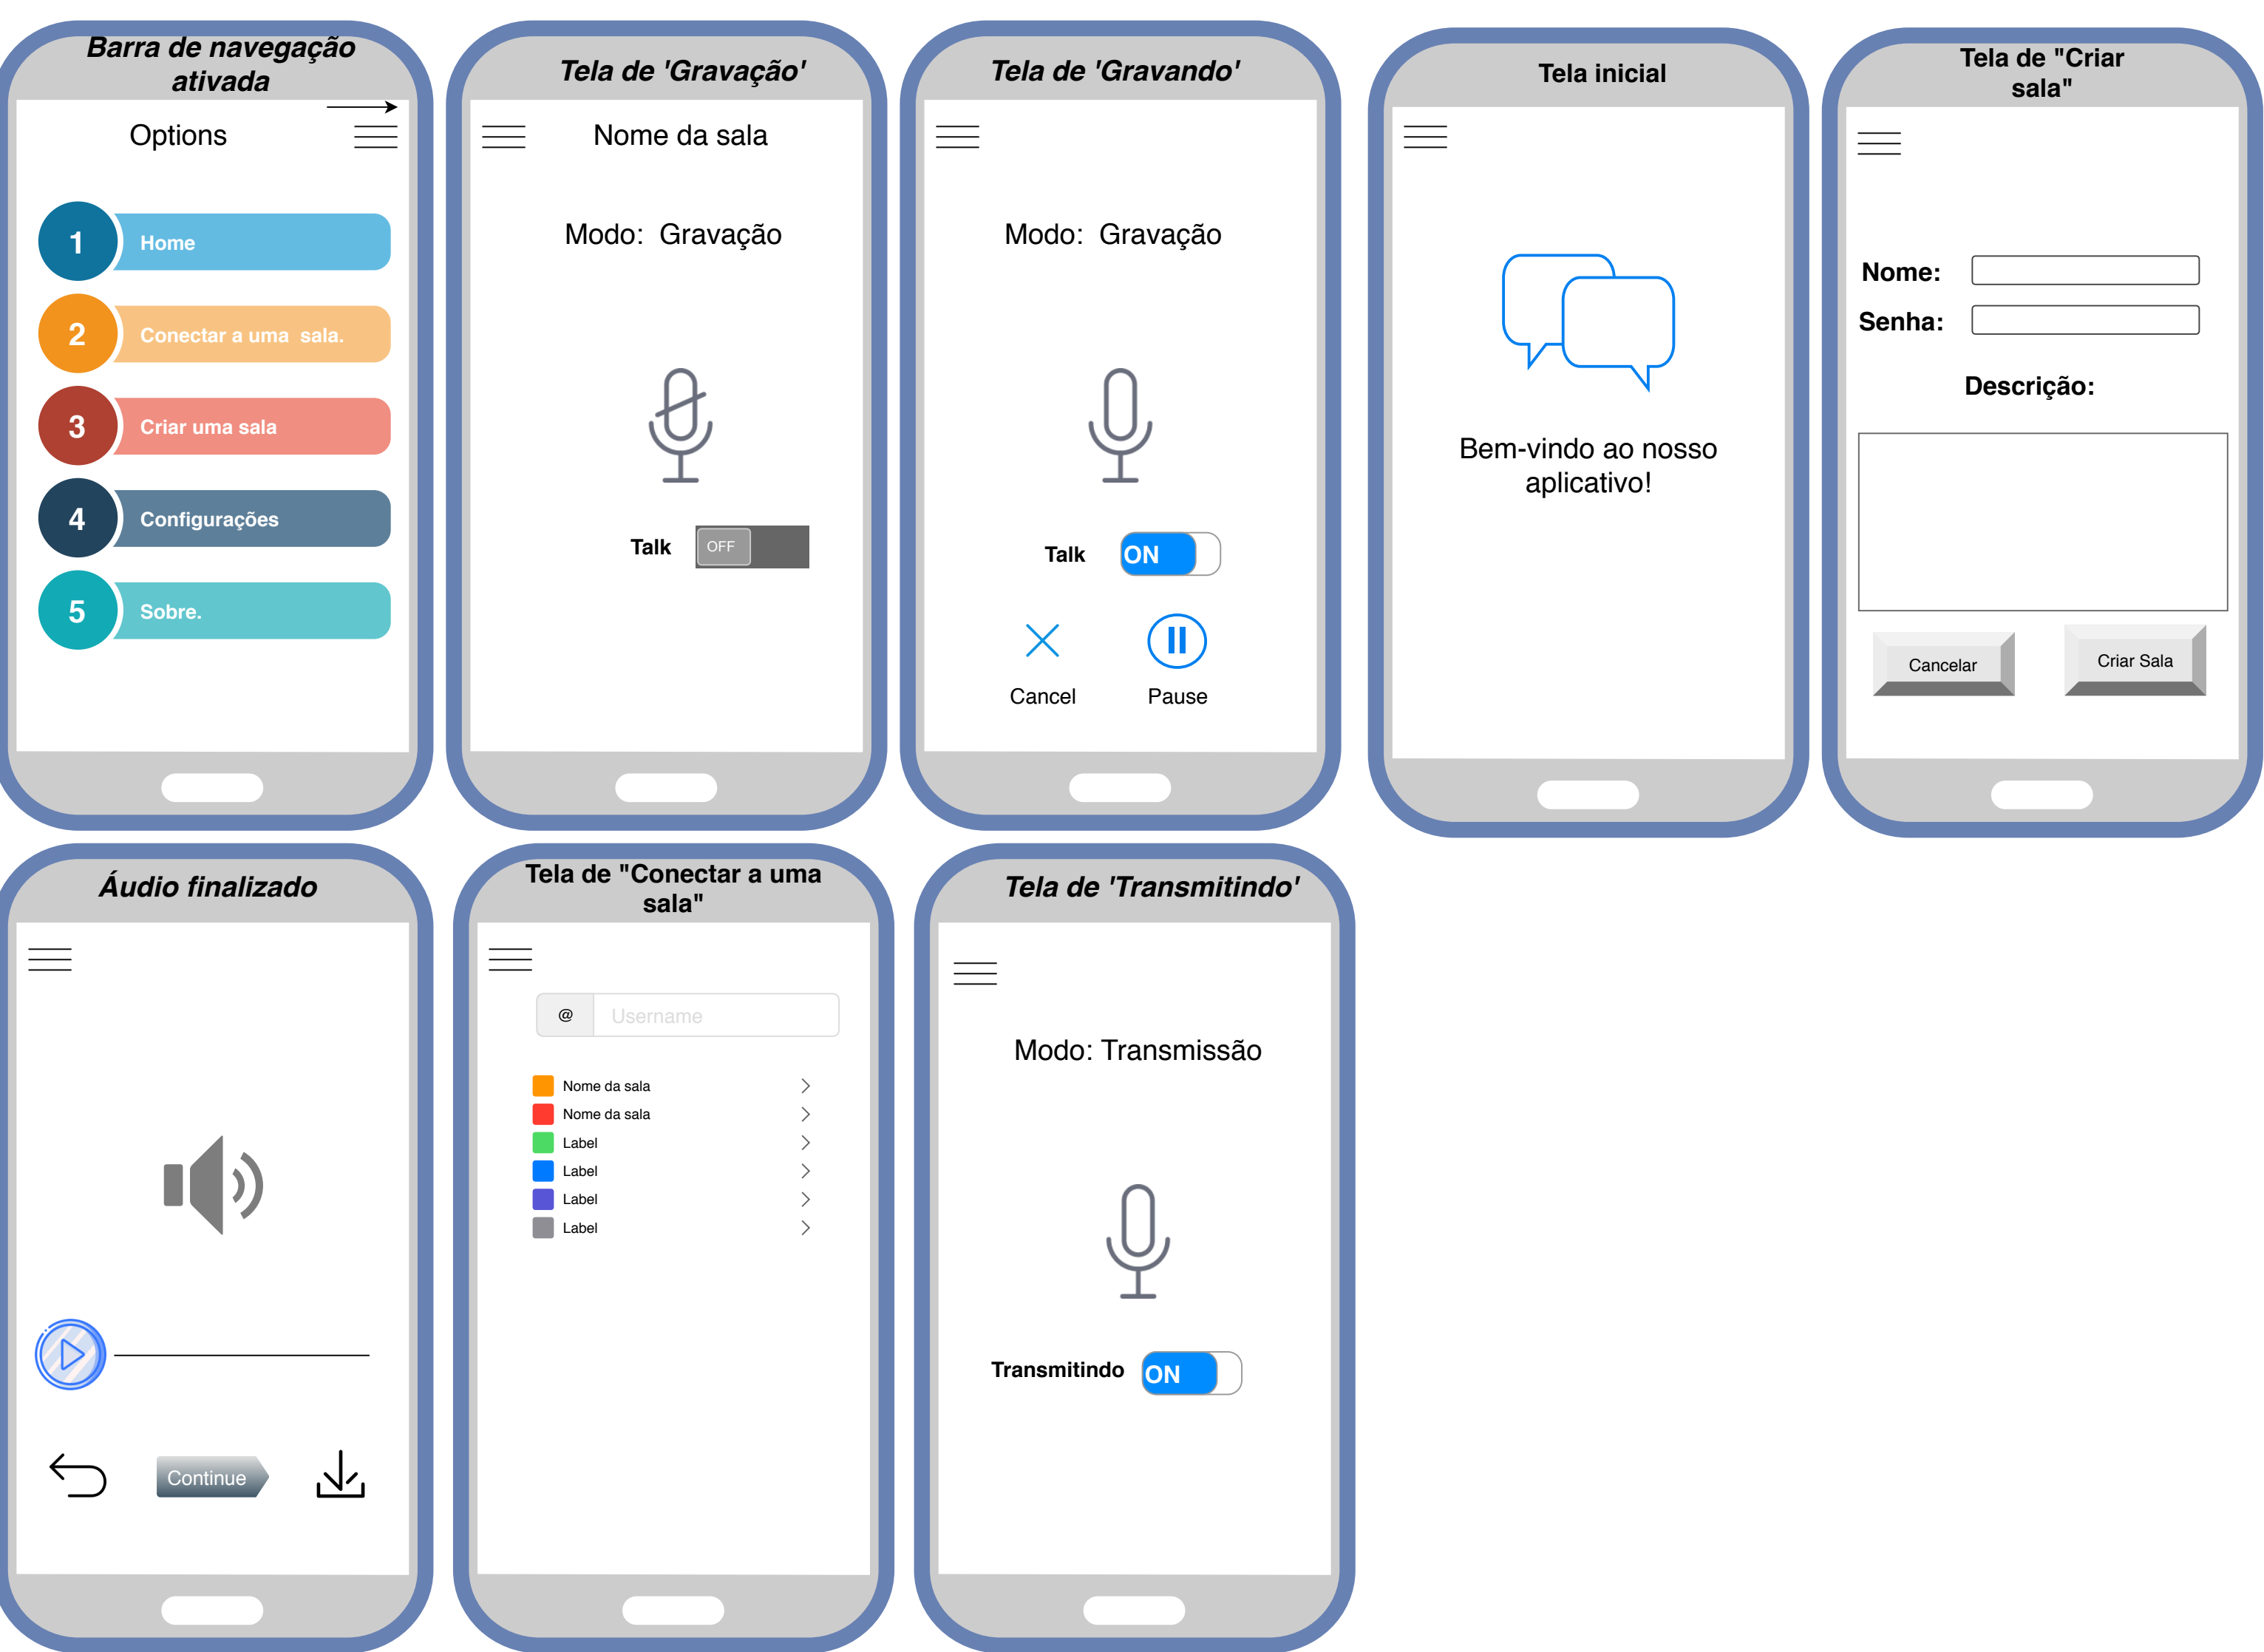 Barra de navegação
ativada
Options
1
Home
2
Conectar a uma  sala.
3
Criar uma sala
4
Configurações
5
Sobre.
Tela de 'Gravação'
Nome da sala
Modo:  Gravação
Talk
OFF
Tela de 'Gravando'
Modo:  Gravação
Talk
ON
Cancel
Pause
Tela inicial
Bem-vindo ao nosso
aplicativo!
Tela de "Criar
sala"
Nome:
Senha:
Descrição:
Cancelar
Criar Sala
Áudio finalizado
Continue
Tela de "Conectar a uma
sala"
@ Username
Nome da sala
Nome da sala
Label
Label
Label
Label
Tela de 'Transmitindo'
Modo: Transmissão
Transmitindo
ON